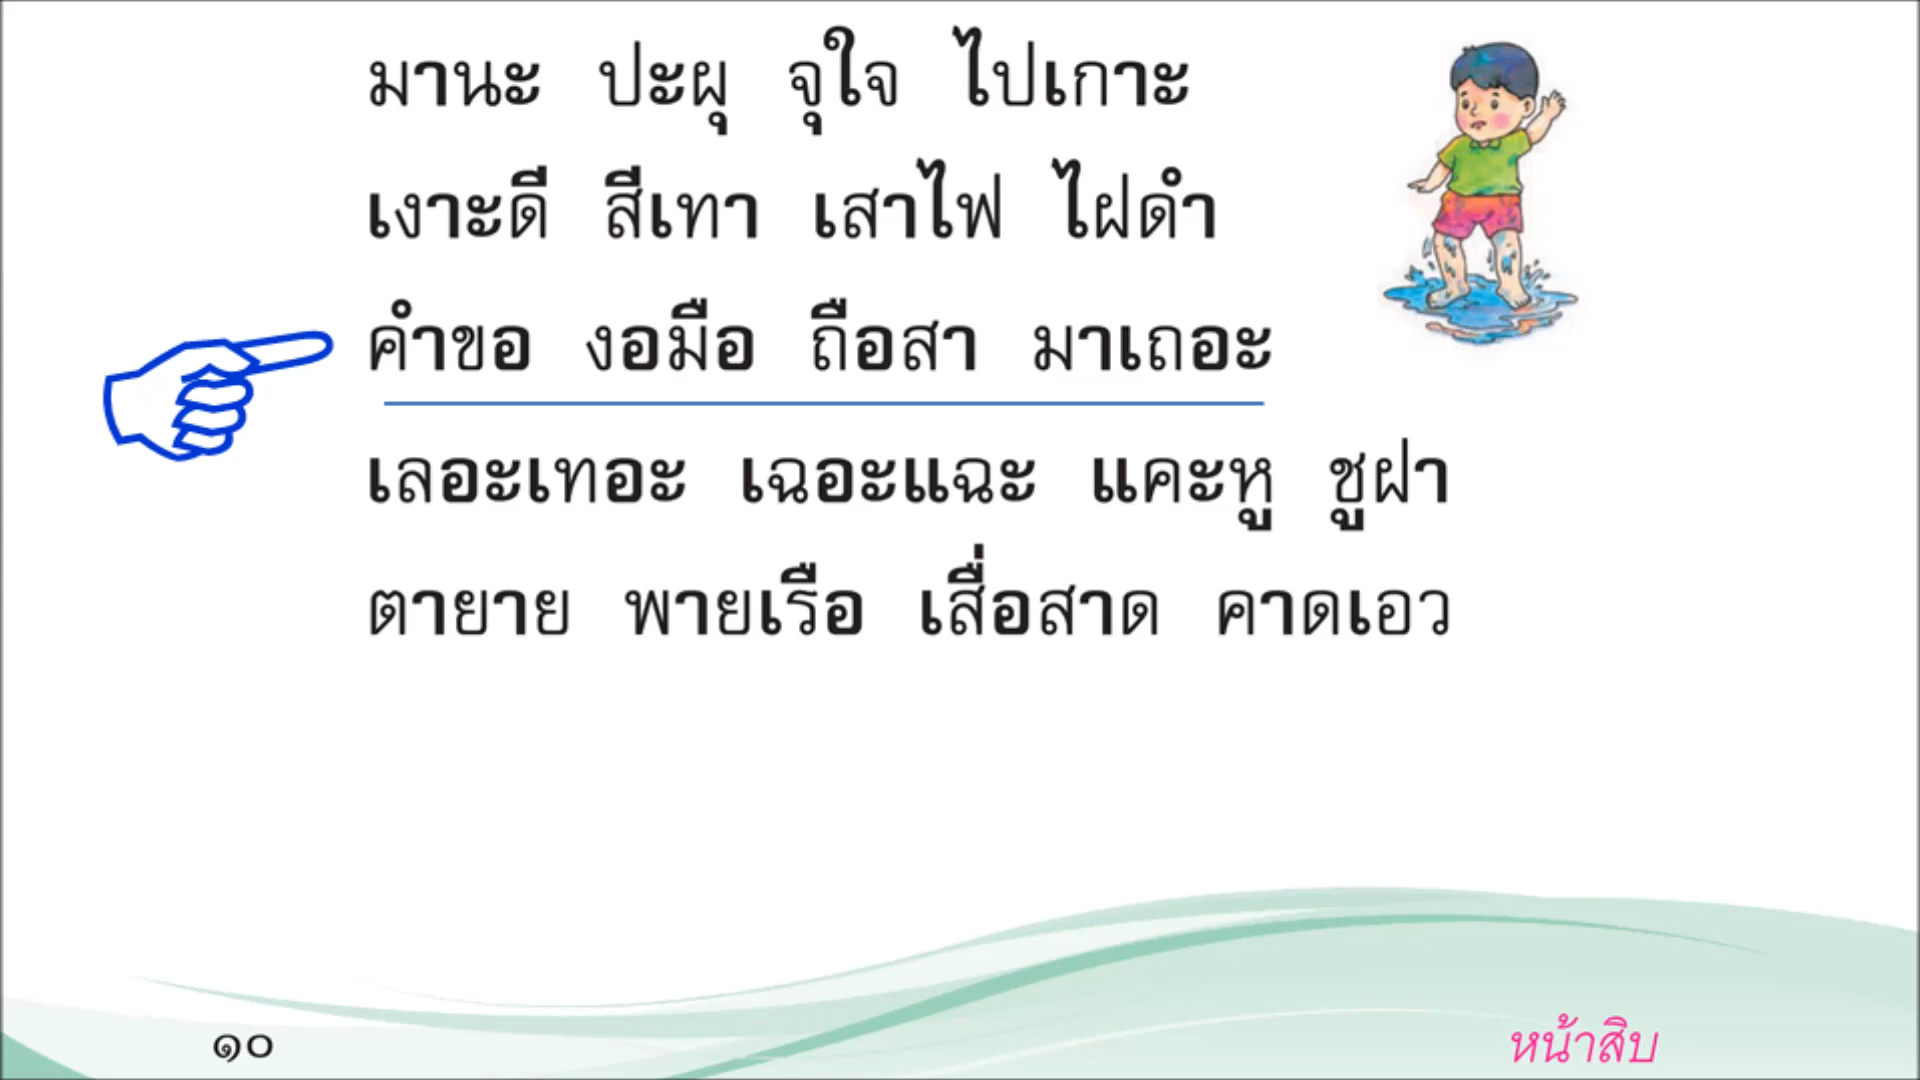 มานะ ปะผุ จุใจ ไปเกาะ
เงาะดี สีเทา เสาไฟ ไฝดำ
คำขอ งอมือ ถือสา มาเถอะ
เลอะเทอะ เฉอะแฉะ แคะหู ชูฝา
ตายาย พายเรือ เสื่อสาด คาดเอว
๑๐
หน้าสิบ